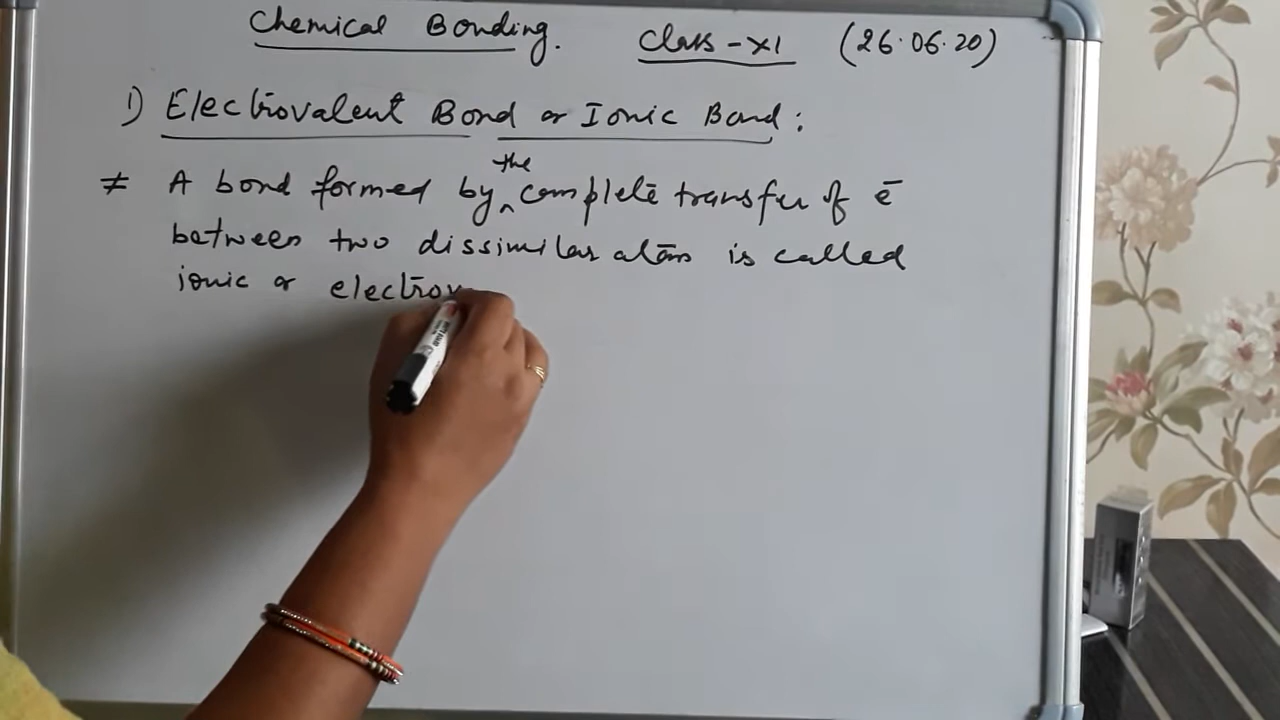 Chemical Bonding. Class-XI (26.06.20)
1) Electrovalent Bond or Ionic Bond:
≠ A bond formed by the complete transfer of ē
between two dissimilar atoms is called
ionic or electrov